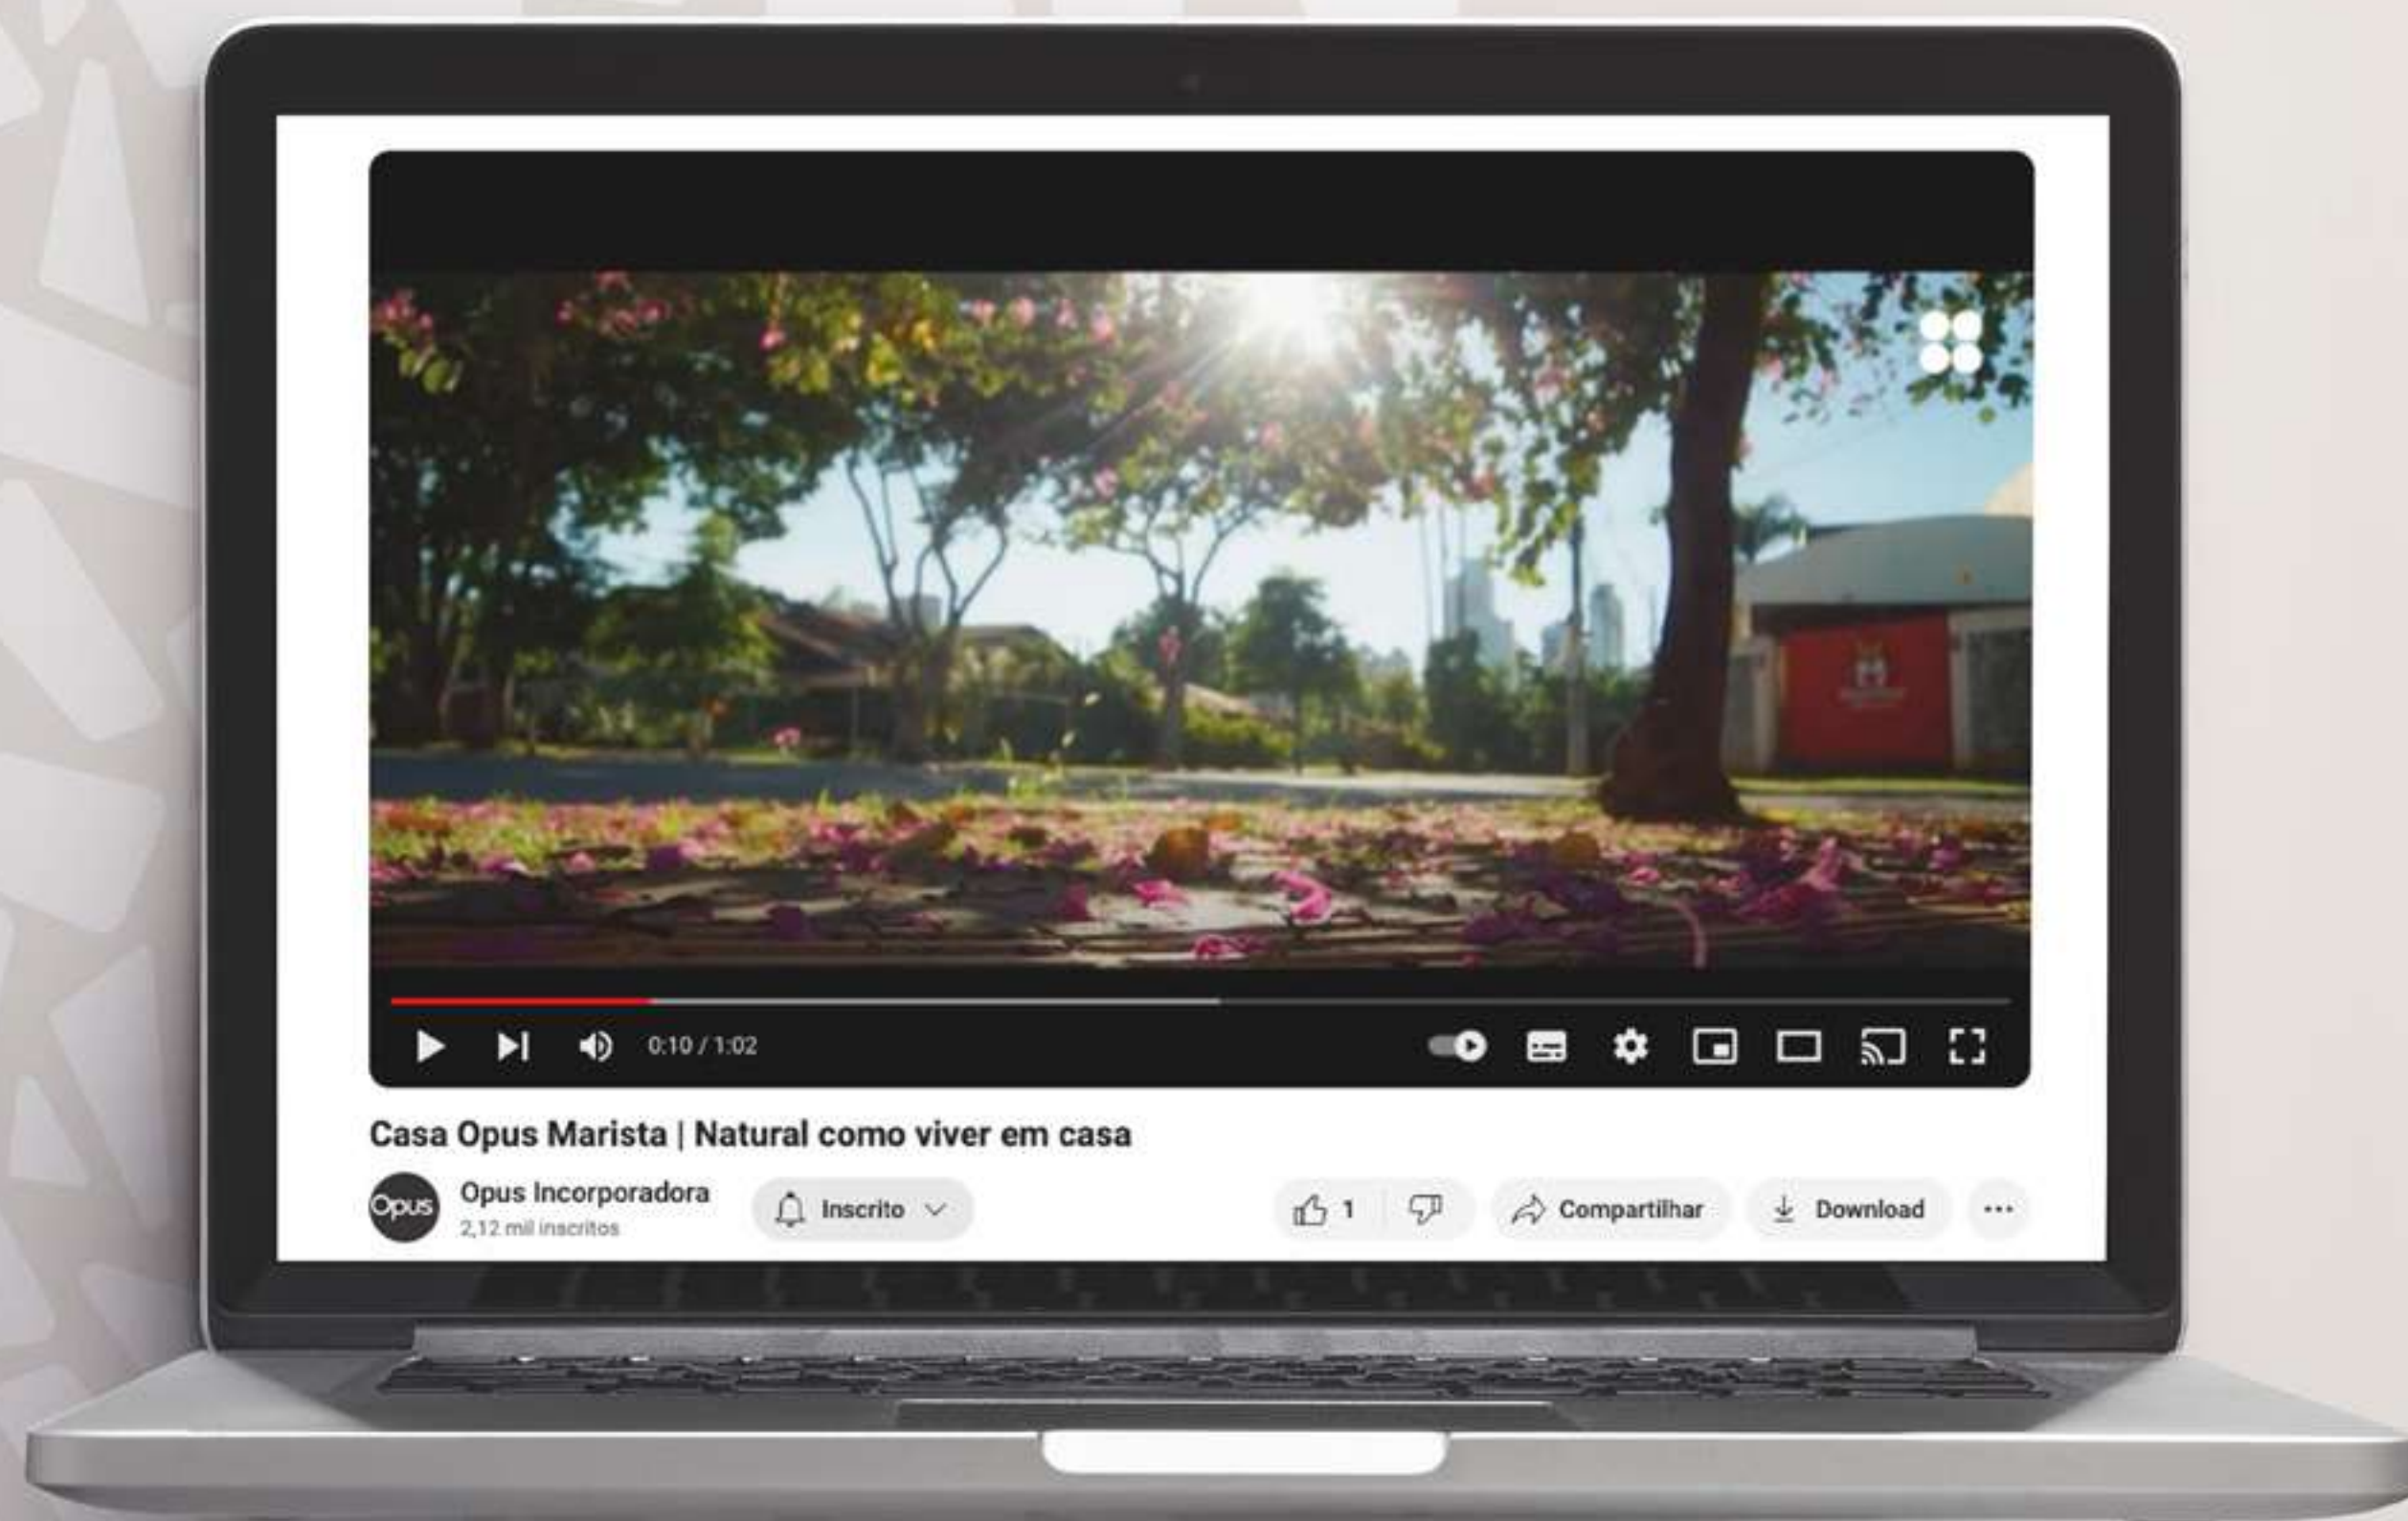 0:10 / 1:02
Casa Opus Marista | Natural como viver em casa
Opus
Opus Incorporadora
2,12 mil inscritos
Inscrito
1
Compartilhar
Download